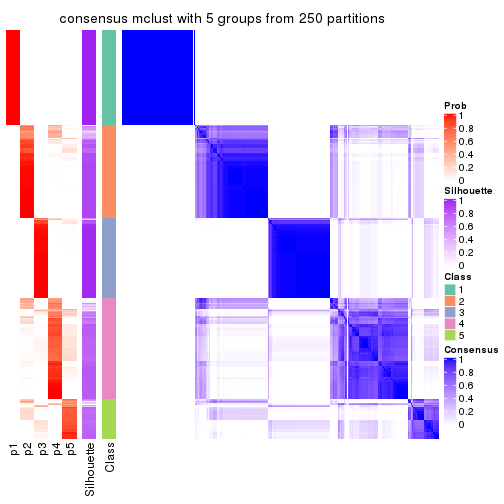 consensus mclust with 5 groups from 250 partitions
Prob
1
0.8
0.6
0.4
0.2
0
Silhouette
1
0.8
0.6
0.4
0.2
0
Class
1
2
3
4
5
Consensus
1
0.8
0.6
0.4
0.2
0
p1
p2
p3
p4
p5
Silhouette
Class